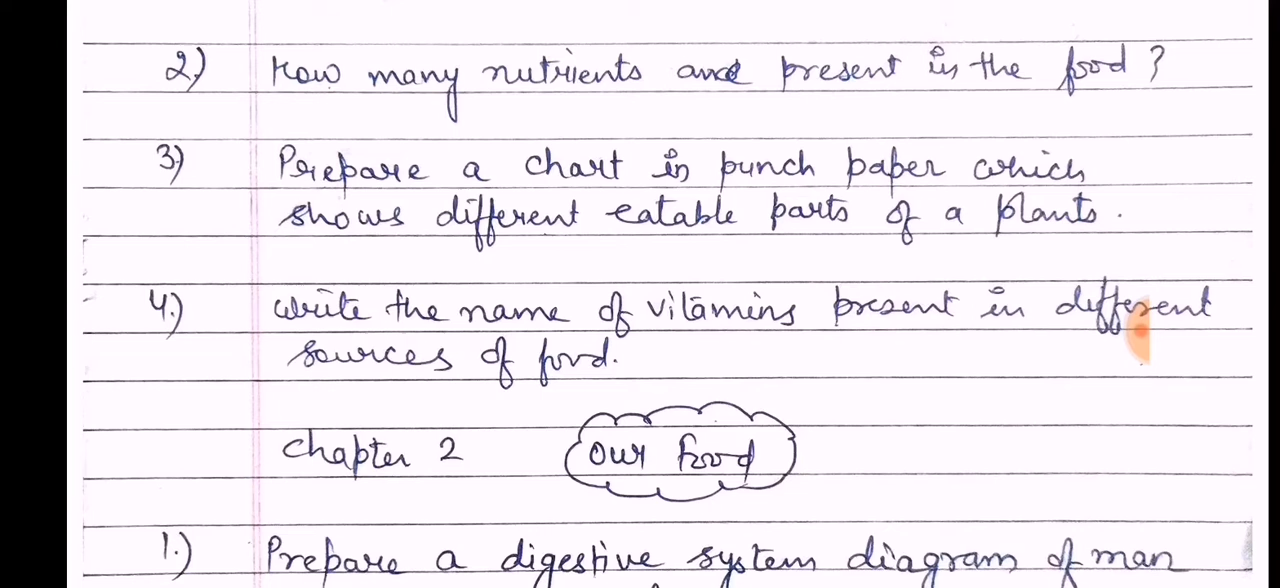 2) How many nutrients are present in the food ?
3) Prepare a chart in punch paper which
shows different eatable parts of a plants.
4.) write the name of vitamins present in different
sources of food.
chapter 2 Our Food
1.) Prepare a digestive system diagram of man